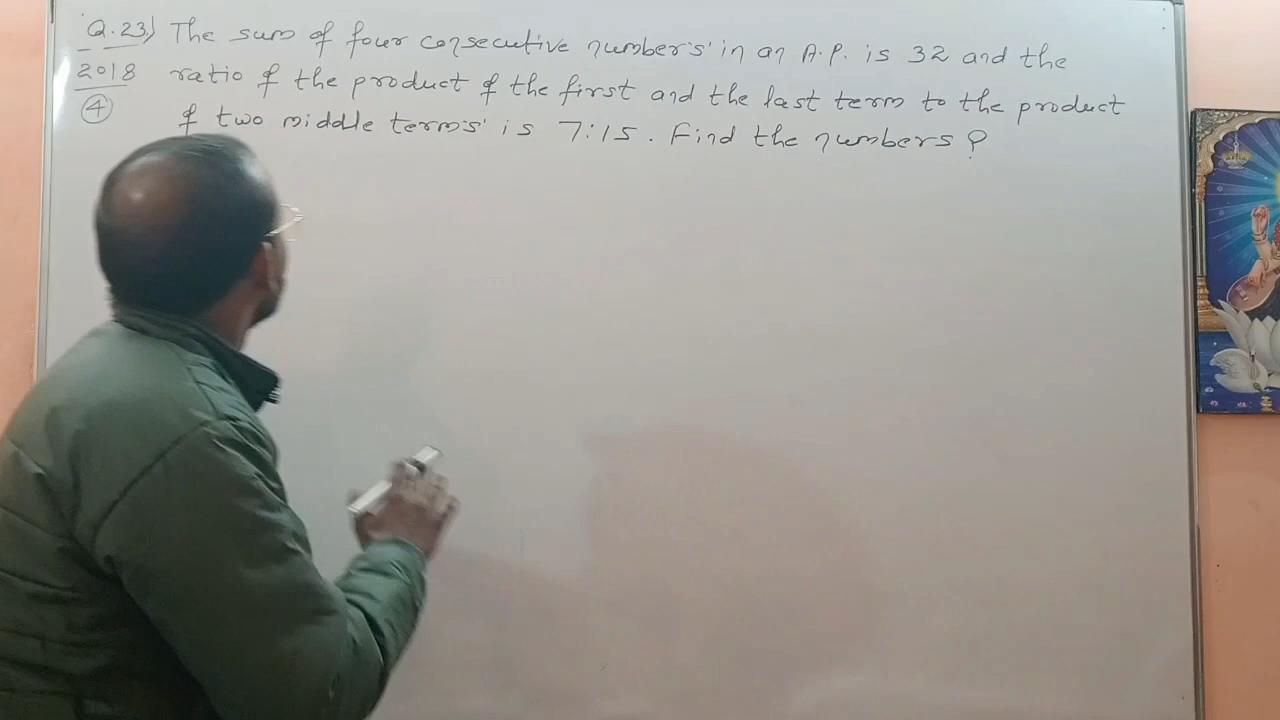 Q.23) The sum of four consecutive numbers' in an A.P. is 32 and the
2018 ratio of the product of the first and the last term to the product
4 of two middle terms' is 7:15. Find the numbers?